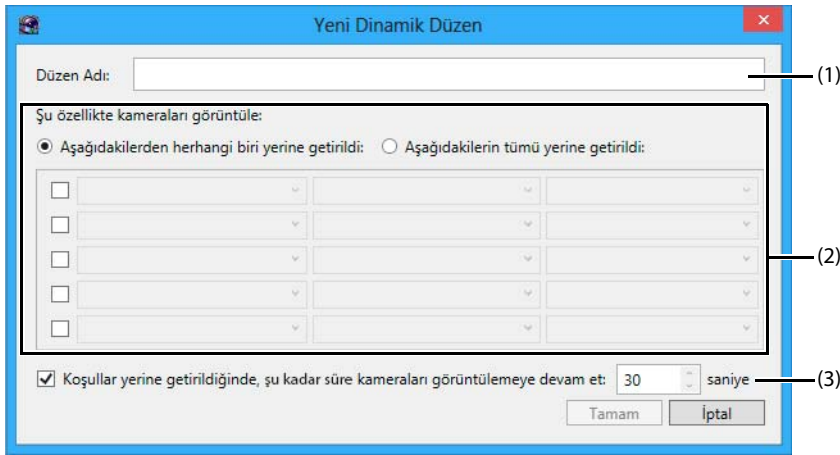 Yeni Dinamik Düzen
Düzen Adı:
(1)
Şu özellikte kameraları görüntüle:
Aşağıdakilerden herhangi biri yerine getirildi: Aşağıdakilerin tümü yerine getirildi:
(2)
Koşullar yerine getirildiğinde, şu kadar süre kameraları görüntülemeye devam et: 30 saniye
(3)
Tamam İptal